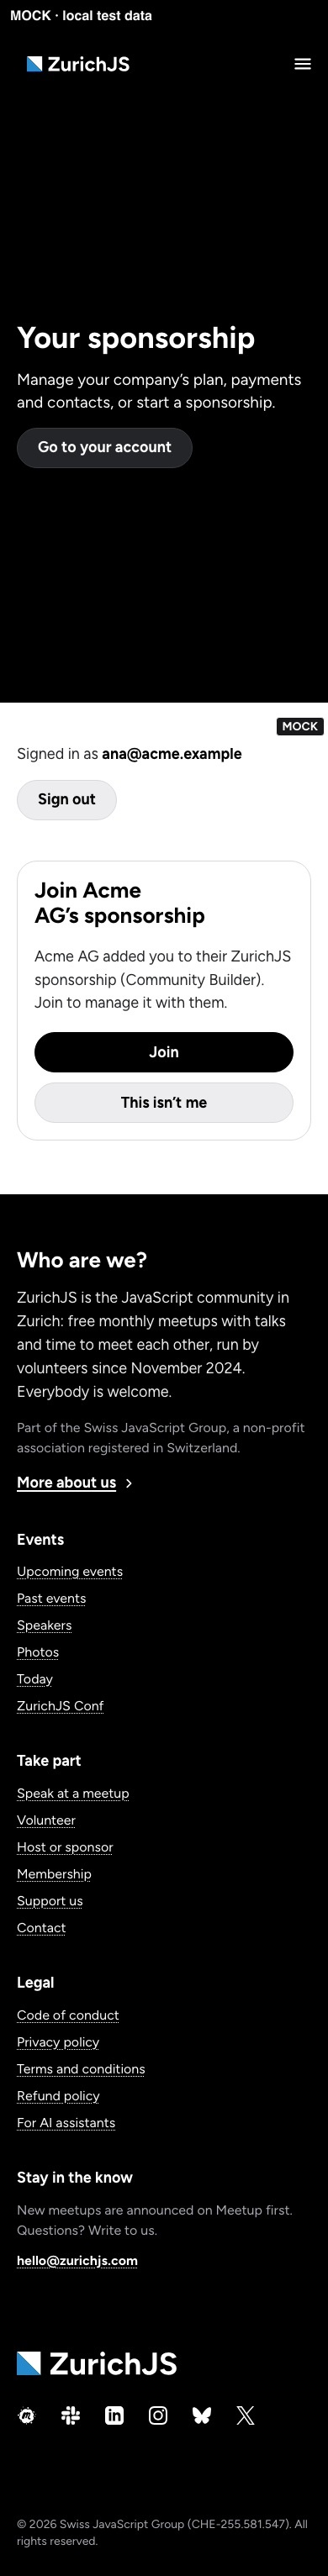 MOCK · local test data
ZurichJS
Your sponsorship
Manage your company’s plan, payments
and contacts, or start a sponsorship.
Go to your account
MOCK
Signed in as ana@acme.example
Sign out
Join Acme
AG’s sponsorship
Acme AG added you to their ZurichJS
sponsorship (Community Builder).
Join to manage it with them.
Join
This isn’t me
Who are we?
ZurichJS is the JavaScript community in
Zurich: free monthly meetups with talks
and time to meet each other, run by
volunteers since November 2024.
Everybody is welcome.
Part of the Swiss JavaScript Group, a non-profit
association registered in Switzerland.
More about us
Events
Upcoming events
Past events
Speakers
Photos
Today
ZurichJS Conf
Take part
Speak at a meetup
Volunteer
Host or sponsor
Membership
Support us
Contact
Legal
Code of conduct
Privacy policy
Terms and conditions
Refund policy
For AI assistants
Stay in the know
New meetups are announced on Meetup first.
Questions? Write to us.
hello@zurichjs.com
ZurichJS
© 2026 Swiss JavaScript Group (CHE-255.581.547). All
rights reserved.